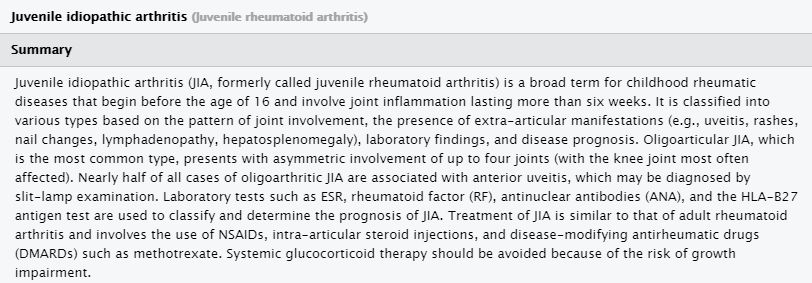 Juvenile idiopathic arthritis (Juvenile rheumatoid arthritis)
Summary
Juvenile idiopathic arthritis (JIA, formerly called juvenile rheumatoid arthritis) is a broad term for childhood rheumatic
diseases that begin before the age of 16 and involve joint inflammation lasting more than six weeks. It is classified into
various types based on the pattern of joint involvement, the presence of extra-articular manifestations (e.g., uveitis, rashes,
nail changes, lymphadenopathy, hepatosplenomegaly), laboratory findings, and disease prognosis. Oligoarticular JIA, which
is the most common type, presents with asymmetric involvement of up to four joints (with the knee joint most often
affected). Nearly half of all cases of oligoarthritic JIA are associated with anterior uveitis, which may be diagnosed by
slit-lamp examination. Laboratory tests such as ESR, rheumatoid factor (RF), antinuclear antibodies (ANA), and the HLA-B27
antigen test are used to classify and determine the prognosis of JIA. Treatment of JIA is similar to that of adult rheumatoid
arthritis and involves the use of NSAIDs, intra-articular steroid injections, and disease-modifying antirheumatic drugs
(DMARDs) such as methotrexate. Systemic glucocorticoid therapy should be avoided because of the risk of growth
impairment.